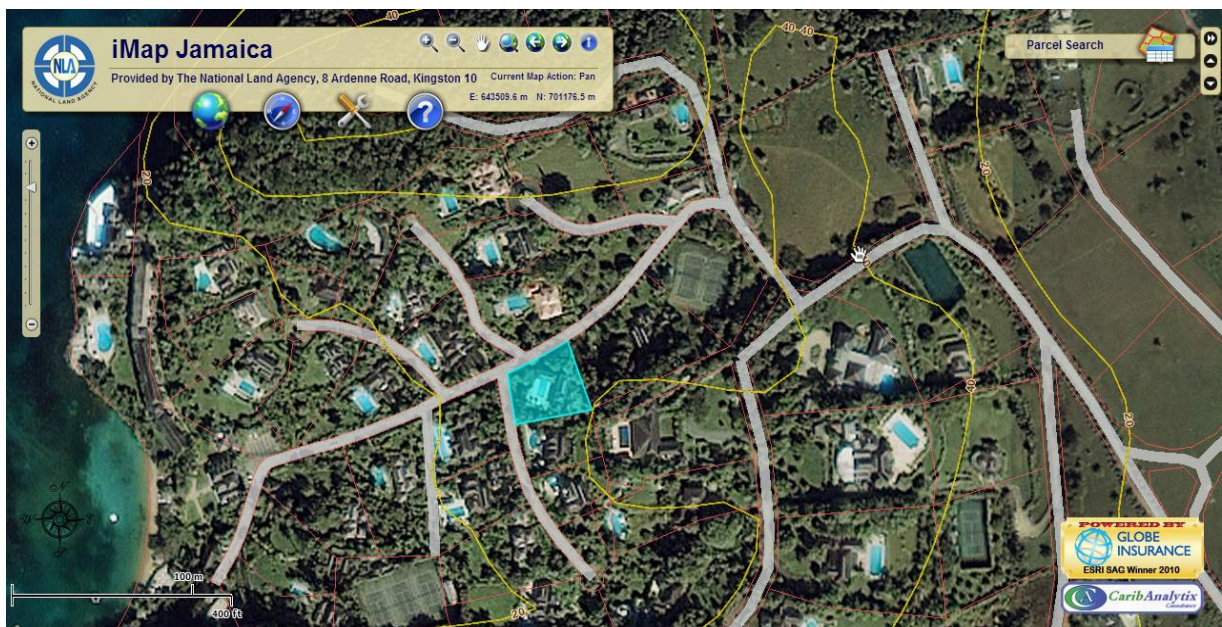 iMap Jamaica
Provided by The National Land Agency, 8 Ardenne Road, Kingston 10
Current Map Action: Pan
E: 643509.6 m N: 701176.5 m
NLA
NATIONAL LAND AGENCY
Parcel Search
40
40
40
20
20
40
20
20
N
W
E
S
100 m
400 ft
POWERED BY
GLOBE
INSURANCE
ESRI SAG Winner 2010
CaribAnalytix